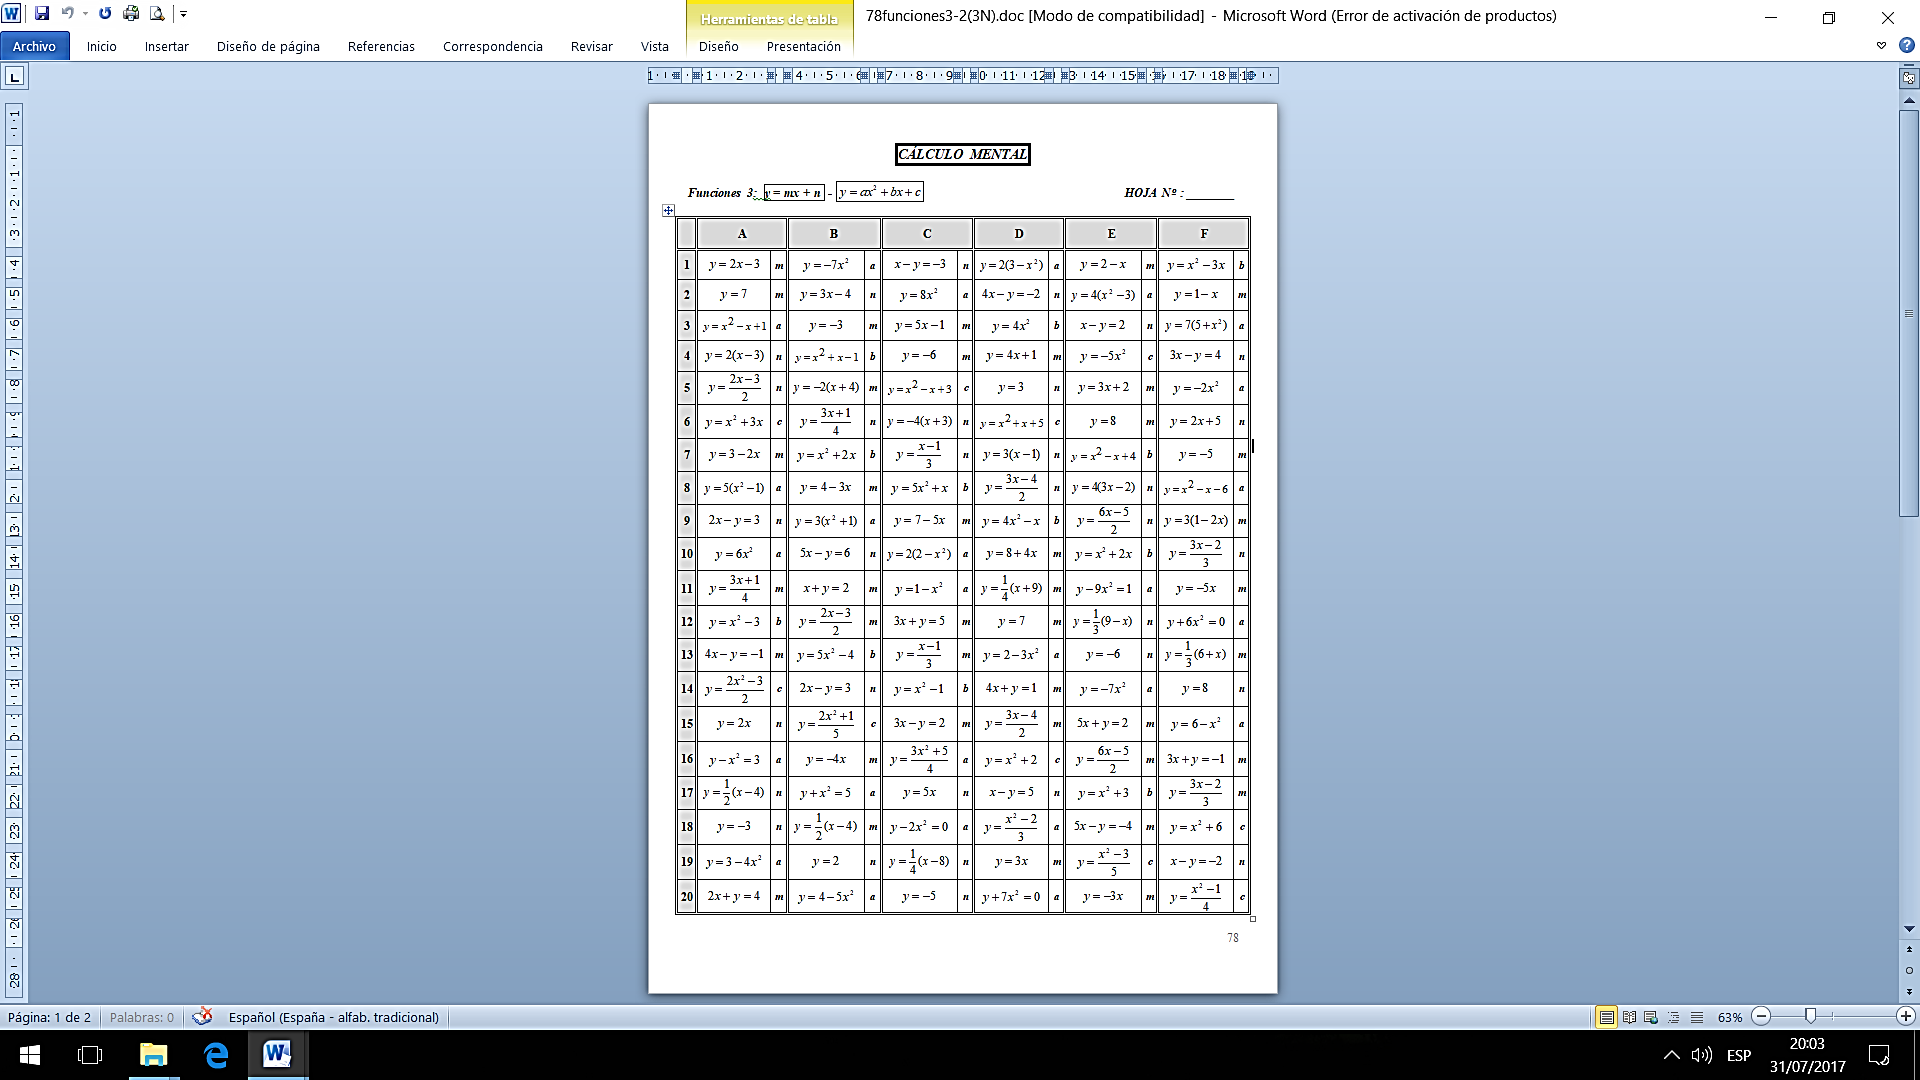 78funciones3-2(3N).doc [Modo de compatibilidad] - Microsoft Word (Error de activación de productos)
Herramientas de tabla
Archivo Inicio Insertar Diseño de página Referencias Correspondencia Revisar Vista Diseño Presentación
CÁLCULO MENTAL
Funciones 3: y = mx + n - y = ax² + bx + c HOJA Nº : ________
A B C D E F
1 y = 2x − 3 m y = −7x² a x − y = −3 n y = 2(3 − x²) a y = 2 − x m y = x² − 3x b
2 y = 7 m y = 3x − 4 n y = 8x² a 4x − y = −2 n y = 4(x² − 3) a y = 1 − x m
3 y = x² − x + 1 a y = −3 m y = 5x − 1 m y = 4x² b x − y = 2 n y = 7(5 + x²) a
4 y = 2(x − 3) n y = x² + x − 1 b y = −6 m y = 4x + 1 m y = −5x² c 3x − y = 4 n
5 y = (2x − 3)/2 n y = −2(x + 4) m y = x² − x + 3 c y = 3 n y = 3x + 2 m y = −2x² a
6 y = x² + 3x c y = (3x + 1)/4 n y = −4(x + 3) n y = x² + x + 5 c y = 8 m y = 2x + 5 n
7 y = 3 − 2x m y = x² + 2x b y = (x − 1)/3 n y = 3(x − 1) n y = x² − x + 4 b y = −5 m
8 y = 5(x² − 1) a y = 4 − 3x m y = 5x² + x b y = (3x − 4)/2 n y = 4(3x − 2) n y = x² − x − 6 a
9 2x − y = 3 n y = 3(x² + 1) a y = 7 − 5x m y = 4x² − x b y = (6x − 5)/2 n y = 3(1 − 2x) m
10 y = 6x² a 5x − y = 6 n y = 2(2 − x²) a y = 8 + 4x m y = x² + 2x b y = (3x − 2)/3 n
11 y = (3x + 1)/4 m x + y = 2 m y = 1 − x² a y = 1/4(x + 9) m y − 9x² = 1 a y = −5x m
12 y = x² − 3 b y = (2x − 3)/2 m 3x + y = 5 m y = 7 m y = 1/3(9 − x) n y + 6x² = 0 a
13 4x − y = −1 m y = 5x² − 4 b y = (x − 1)/3 m y = 2 − 3x² a y = −6 n y = 1/3(6 + x) m
14 y = (2x² − 3)/2 c 2x − y = 3 n y = x² − 1 b 4x + y = 1 m y = −7x² a y = 8 n
15 y = 2x n y = (2x² + 1)/5 c 3x − y = 2 m y = (3x − 4)/2 m 5x + y = 2 m y = 6 − x² a
16 y − x² = 3 a y = −4x m y = (3x² + 5)/4 a y = x² + 2 c y = (6x − 5)/2 m 3x + y = −1 m
17 y = 1/2(x − 4) n y + x² = 5 a y = 5x n x − y = 5 n y = x² + 3 b y = (3x − 2)/3 m
18 y = −3 n y = 1/2(x − 4) m y − 2x² = 0 a y = (x² − 2)/3 a 5x − y = −4 m y = x² + 6 c
19 y = 3 − 4x² a y = 2 n y = 1/4(x − 8) n y = 3x m y = (x² − 3)/5 c x − y = −2 n
20 2x + y = 4 m y = 4 − 5x² a y = −5 n y + 7x² = 0 a y = −3x m y = (x² − 1)/4 c
78
Página: 1 de 2 Palabras: 0 Español (España - alfab. tradicional) 63%
ESP 20:03
31/07/2017